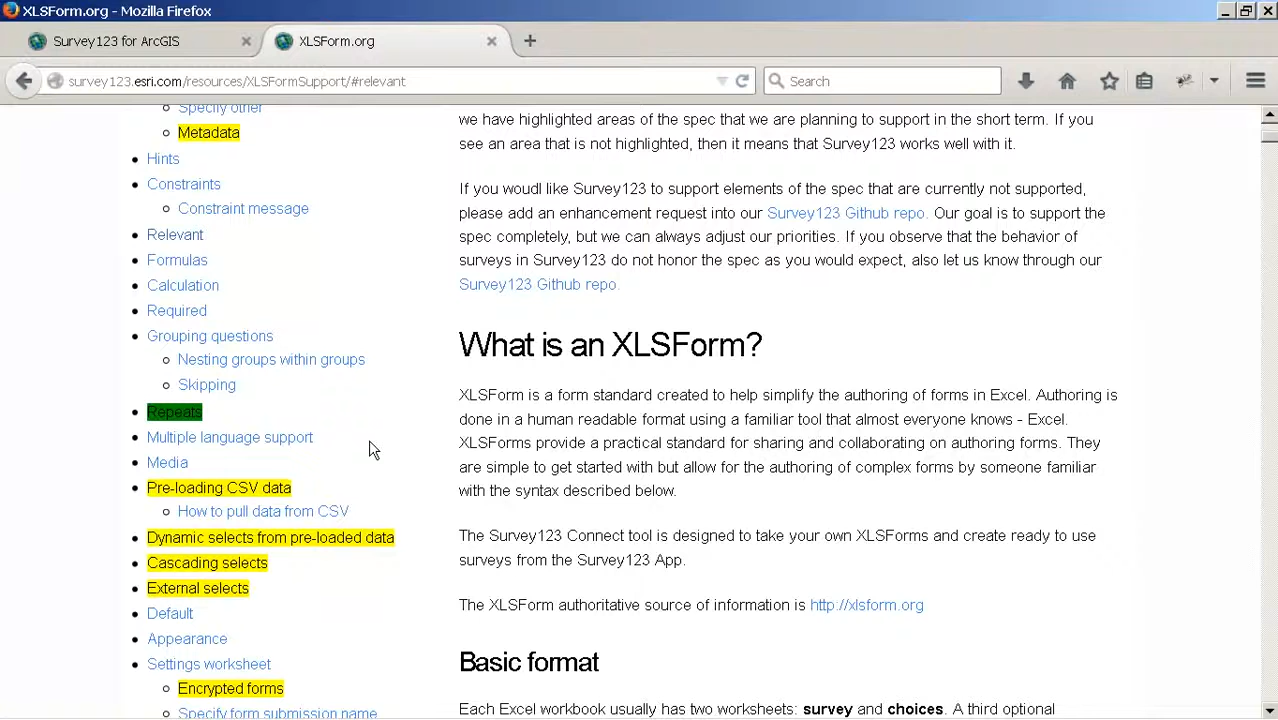 XLSForm.org - Mozilla Firefox
Survey123 for ArcGIS
XLSForm.org
survey123.esri.com/resources/XLSFormSupport/#relevant
Search
Specify other
Metadata
Hints
Constraints
Constraint message
Relevant
Formulas
Calculation
Required
Grouping questions
Nesting groups within groups
Skipping
Repeats
Multiple language support
Media
Pre-loading CSV data
How to pull data from CSV
Dynamic selects from pre-loaded data
Cascading selects
External selects
Default
Appearance
Settings worksheet
Encrypted forms
Specify form submission name
we have highlighted areas of the spec that we are planning to support in the short term. If you
see an area that is not highlighted, then it means that Survey123 works well with it.
If you woudl like Survey123 to support elements of the spec that are currently not supported,
please add an enhancement request into our Survey123 Github repo. Our goal is to support the
spec completely, but we can always adjust our priorities. If you observe that the behavior of
surveys in Survey123 do not honor the spec as you would expect, also let us know through our
Survey123 Github repo.
What is an XLSForm?
XLSForm is a form standard created to help simplify the authoring of forms in Excel. Authoring is
done in a human readable format using a familiar tool that almost everyone knows - Excel.
XLSForms provide a practical standard for sharing and collaborating on authoring forms. They
are simple to get started with but allow for the authoring of complex forms by someone familiar
with the syntax described below.
The Survey123 Connect tool is designed to take your own XLSForms and create ready to use
surveys from the Survey123 App.
The XLSForm authoritative source of information is http://xlsform.org
Basic format
Each Excel workbook usually has two worksheets: survey and choices. A third optional